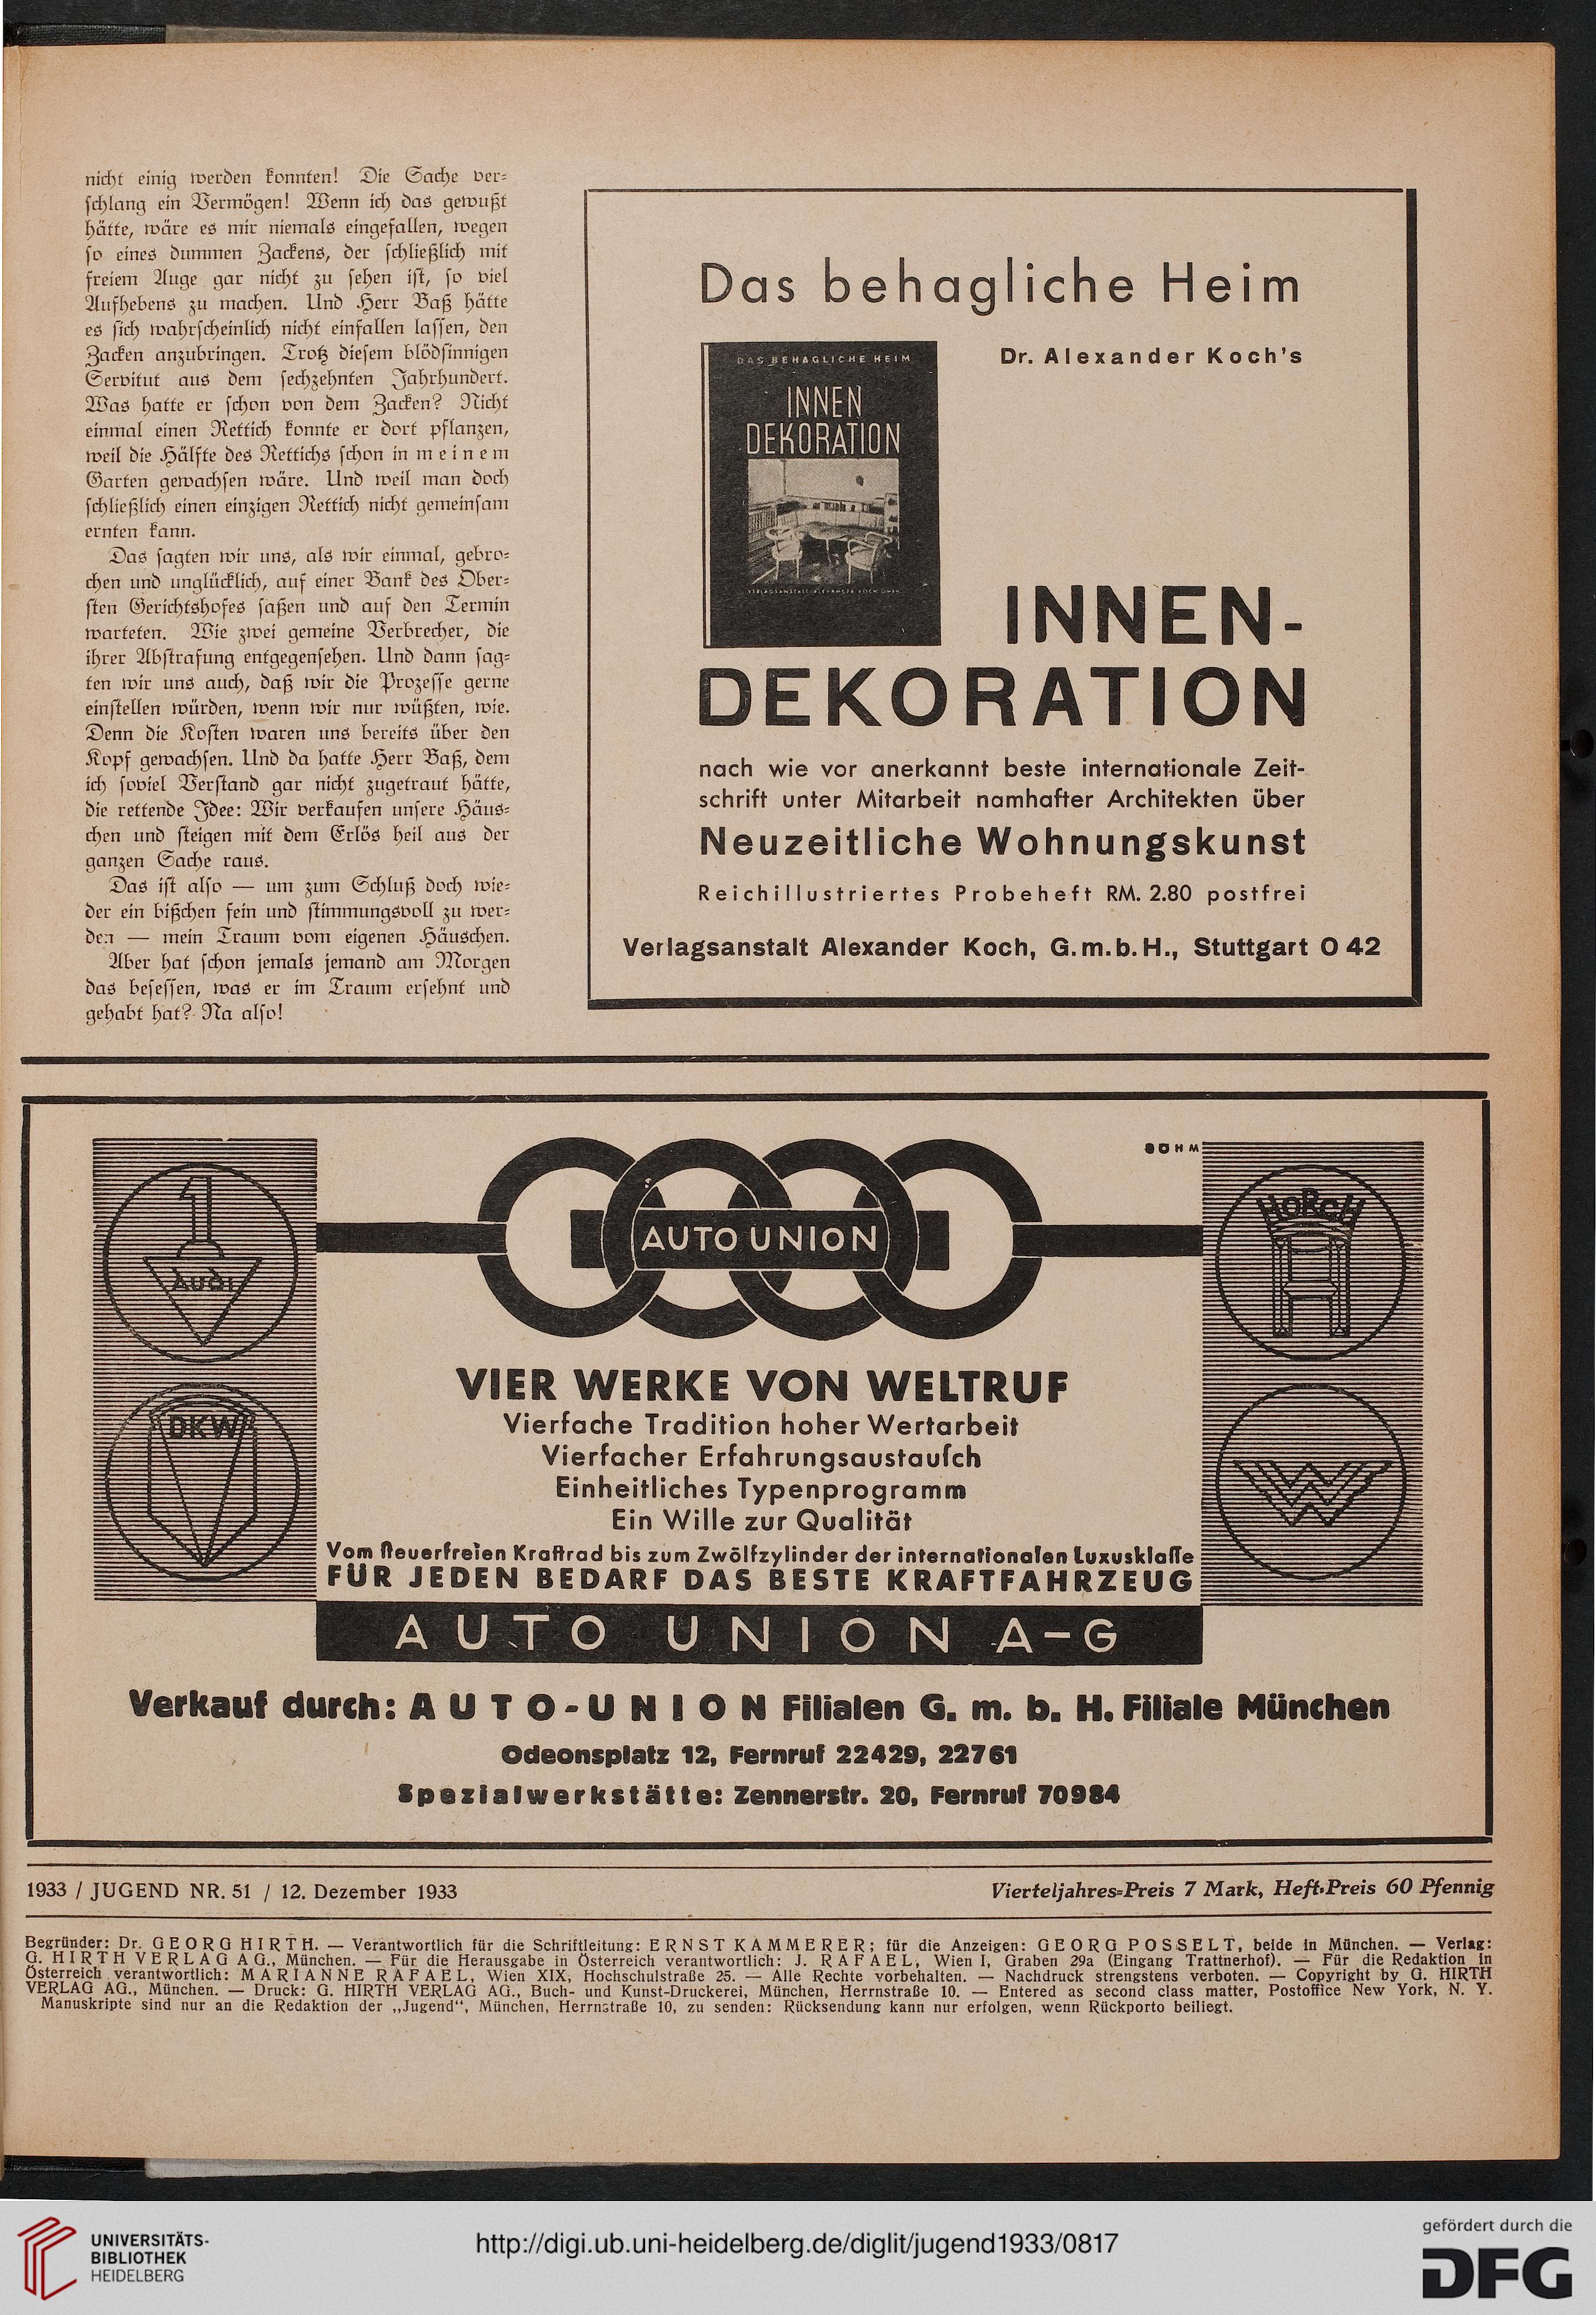 nicht einig werden konnten! Die Sache ver-
schlang ein Vermögen! Wenn ich das gewußt
hätte, wäre es mir niemals eingefallen, wegen
so eines dummen Zackens, der schließlich mit
freiem Auge gar nicht zu sehen ist, so viel
Aufhebens zu machen. Und Herr Baß hätte
es sich wahrscheinlich nicht einfallen lassen, den
Zacken anzubringen. Trotz diesem blödsinnigen
Servitut aus dem sechzehnten Jahrhundert.
Was hatte er schon von dem Zacken? Nicht
einmal einen Rettich konnte er dort pflanzen,
weil die Hälfte des Rettichs schon in meinem
Garten gewachsen wäre. Und weil man doch
schließlich einen einzigen Rettich nicht gemeinsam
ernten kann.
Das sagten wir uns, als wir einmal, gebro-
chen und unglücklich, auf einer Bank des Ober-
sten Gerichtshofes saßen und auf den Termin
warteten. Wie zwei gemeine Verbrecher, die
ihrer Abstrafung entgegensehen. Und dann sag-
ten wir uns auch, daß wir die Prozesse gerne
einstellen würden, wenn wir nur wüßten, wie.
Denn die Kosten waren uns bereits über den
Kopf gewachsen. Und da hatte Herr Baß, dem
ich soviel Verstand gar nicht zugetraut hätte,
die rettende Idee: Wir verkaufen unsere Häus-
chen und steigen mit dem Erlös heil aus der
ganzen Sache raus.
Das ist also — um zum Schluß doch wie-
der ein bißchen fein und stimmungsvoll zu wer-
den — mein Traum vom eigenen Häuschen.
Aber hat schon jemals jemand am Morgen
das besessen, was er im Traum ersehnt und
gehabt hat? Na also!
Das behagliche Heim
Dr. Alexander Koch's
DAS BEHAGLICHE HEIM
INNEN
DEKORATION
VERLAGSANSTALT ALEXANDER KOCH
INNEN-
DEKORATION
nach wie vor anerkannt beste internationale Zeit-
schrift unter Mitarbeit namhafter Architekten über
Neuzeitliche Wohnungskunst
Reichillustriertes Probeheft RM. 2.80 postfrei
Verlagsanstalt Alexander Koch, G.m.b.H., Stuttgart O 42
BÖHM
1
AUDI
AUTO UNION
HORCH
DKW
W
VIER WERKE VON WELTRUF
Vierfache Tradition hoher Wertarbeit
Vierfacher Erfahrungsaustausch
Einheitliches Typenprogramm
Ein Wille zur Qualität
Vom steuerfreien Kraftrad bis zum Zwölfzylinder der internationalen Luxusklasse
FÜR JEDEN BEDARF DAS BESTE KRAFTFAHRZEUG
AUTO UNION A-G
Verkauf durch: AUTO-UNION Filialen G. m. b. H. Filiale München
Odeonsplatz 12, Fernruf 22429, 22761
Spezialwerkstätte: Zennerstr. 20, Fernruf 70984
1933 / JUGEND NR. 51 / 12. Dezember 1933
Vierteljahres-Preis 7 Mark, Heft-Preis 60 Pfennig
Begründer: Dr. GEORG HIRTH. — Verantwortlich für die Schriftleitung: ERNST KAMMERER; für die Anzeigen: GEORG POSSELT, beide in München. — Verlag:
G. HIRTH VERLAG AG., München. — Für die Herausgabe in Österreich verantwortlich: J. RAFAEL, Wien I, Graben 29a (Eingang Trattnerhof). — Für die Redaktion in
Österreich verantwortlich: MARIANNE RAFAEL, Wien XIX, Hochschulstraße 25. — Alle Rechte vorbehalten. — Nachdruck strengstens verboten. — Copyright by G. HIRTH
VERLAG AG., München. — Druck: G. HIRTH VERLAG AG., Buch- und Kunst-Druckerei, München, Herrnstraße 10. — Entered as second class matter, Postoffice New York, N. Y.
Manuskripte sind nur an die Redaktion der „Jugend“, München, Herrnstraße 10, zu senden: Rücksendung kann nur erfolgen, wenn Rückporto beiliegt.
UNIVERSITÄTS-
BIBLIOTHEK
HEIDELBERG
http://digi.ub.uni-heidelberg.de/diglit/jugend1933/0817
gefördert durch die
DFG